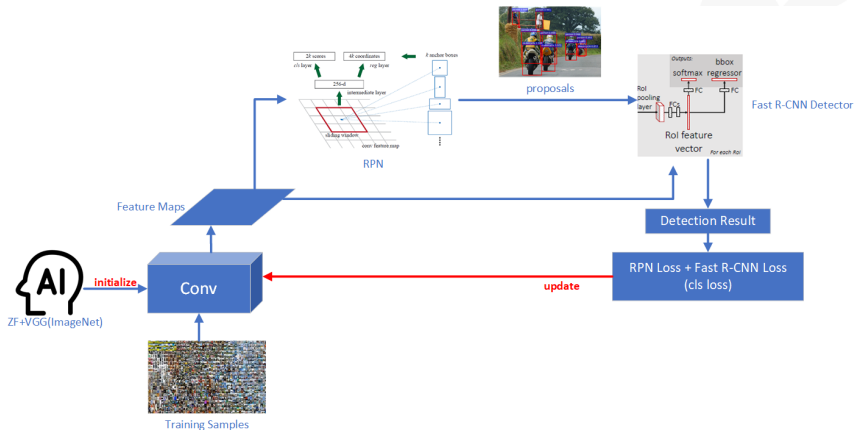 2k scores
4k coordinates
k anchor boxes
cls layer
reg layer
256-d
intermediate layer
sliding window
conv feature map
RPN
proposals
Outputs:
softmax
bbox
regressor
RoI
pooling
layer
FC
FC
FCs
RoI feature
vector
For each RoI
Fast R-CNN Detector
Feature Maps
Detection Result
AI
initialize
Conv
update
RPN Loss + Fast R-CNN Loss
(cls loss)
ZF+VGG(ImageNet)
Training Samples